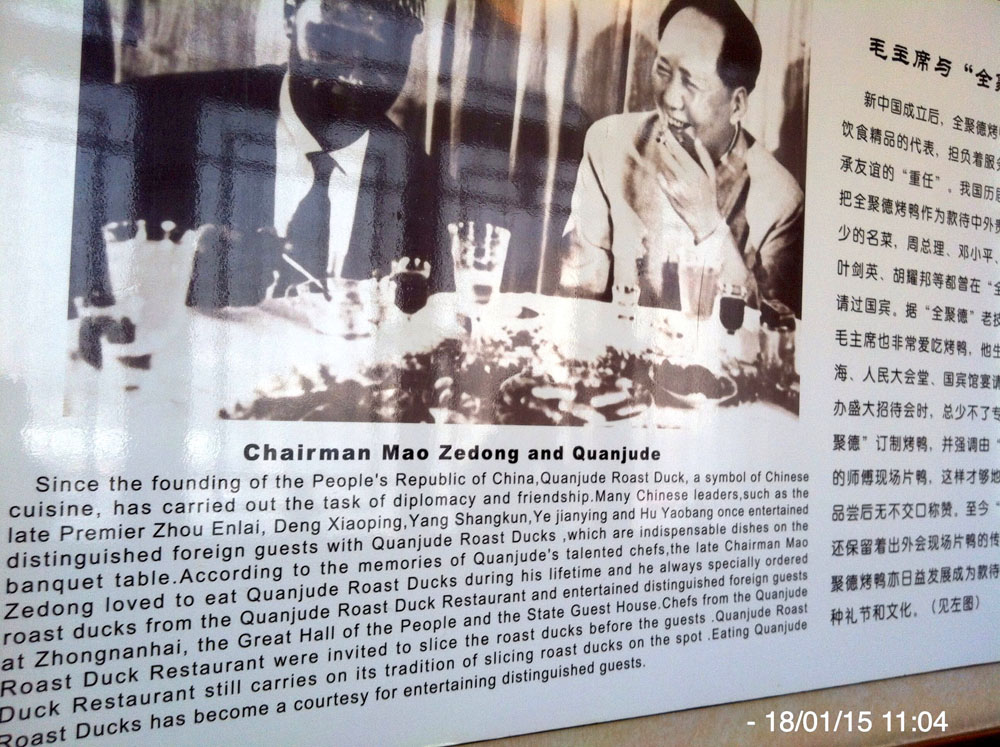 Chairman Mao Zedong and Quanjude
Since the founding of the People's Republic of China,Quanjude Roast Duck, a symbol of Chinese
cuisine, has carried out the task of diplomacy and friendship.Many Chinese leaders,such as the
late Premier Zhou Enlai, Deng Xiaoping,Yang Shangkun,Ye jianying and Hu Yaobang once entertained
distinguished foreign guests with Quanjude Roast Ducks ,which are indispensable dishes on the
banquet table.According to the memories of Quanjude's talented chefs,the late Chairman Mao
Zedong loved to eat Quanjude Roast Ducks during his lifetime and he always specially ordered
roast ducks from the Quanjude Roast Duck Restaurant and entertained distinguished foreign guests
at Zhongnanhai, the Great Hall of the People and the State Guest House.Chefs from the Quanjude
Roast Duck Restaurant were invited to slice the roast ducks before the guests .Quanjude Roast
Duck Restaurant still carries on its tradition of slicing roast ducks on the spot .Eating Quanjude
Roast Ducks has become a courtesy for entertaining distinguished guests.
毛主席与“全聚
新中国成立后，全聚德烤
饮食精品的代表，担负着服
承友谊的“重任”。我国历
把全聚德烤鸭作为款待中外
少的名菜，周总理、邓小平、
叶剑英、胡耀邦等都曾在“全
请过国宾。据“全聚德”老
毛主席也非常爱吃烤鸭，他生
海、人民大会堂、国宾馆宴请
办盛大招待会时，总少不了专
聚德”订制烤鸭，并强调由“
的师傅现场片鸭，这样才够
品尝后无不交口称赞。至今
还保留着出外会现场片鸭的传
聚德烤鸭亦日益发展成为款待
种礼节和文化。（见左图）
- 18/01/15 11:04